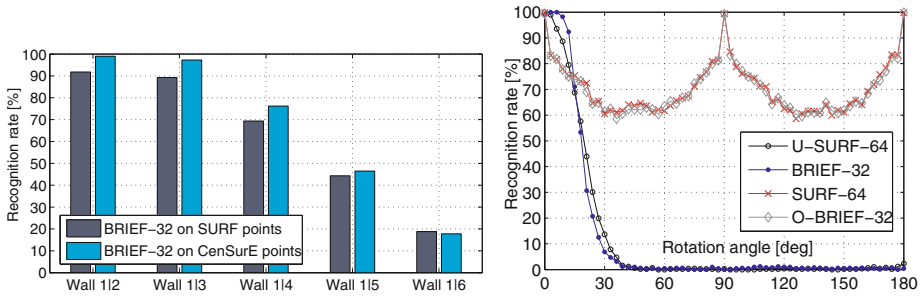 100
90
80
70
60
50
40
30
20
10
0
Recognition rate [%]
BRIEF−32 on SURF points
BRIEF−32 on CenSurE points
Wall 1|2 Wall 1|3 Wall 1|4 Wall 1|5 Wall 1|6
100
90
80
70
60
50
40
30
20
10
0
Recognition rate [%]
U−SURF−64
BRIEF−32
SURF−64
O−BRIEF−32
Rotation angle [deg]
0 30 60 90 120 150 180